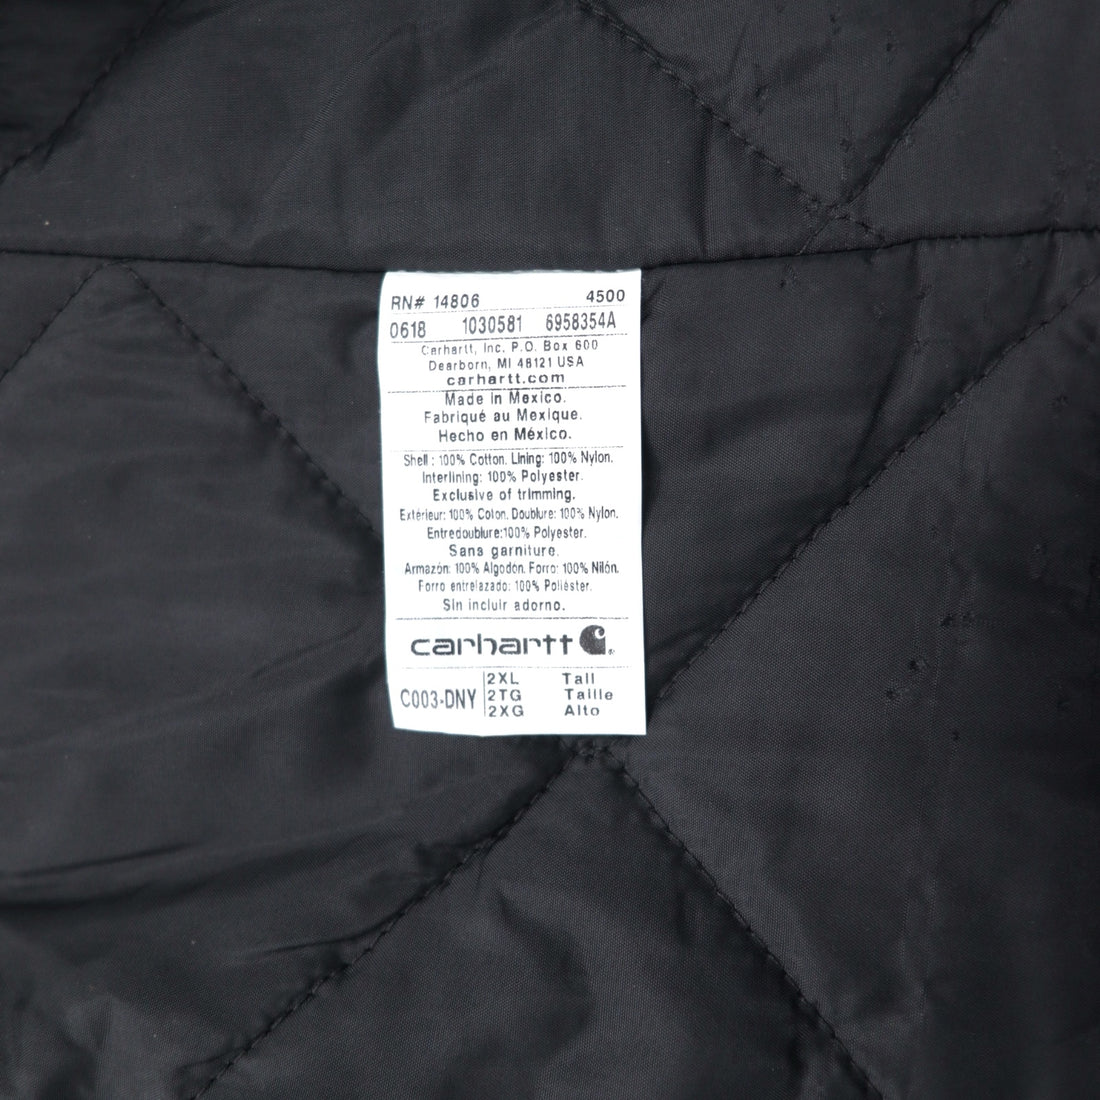 RN# 14806 4500
0618 1030581 6958354A
Carhartt, Inc. P.O. Box 600
Dearborn, MI 48121 USA
carhartt.com
Made in Mexico.
Fabriqué au Mexique.
Hecho en México.
Shell : 100% Cotton. Lining: 100% Nylon.
Interlining: 100% Polyester.
Exclusive of trimming.
Extérieur: 100% Coton. Doublure: 100% Nylon.
Entredoublure:100% Polyester.
Sans garniture.
Armazón: 100% Algodón. Forro: 100% Nilón.
Forro entrelazado: 100% Poliéster.
Sin incluir adorno.
carhartt
C003-DNY
2XL Tall
2TG Taille
2XG Alto